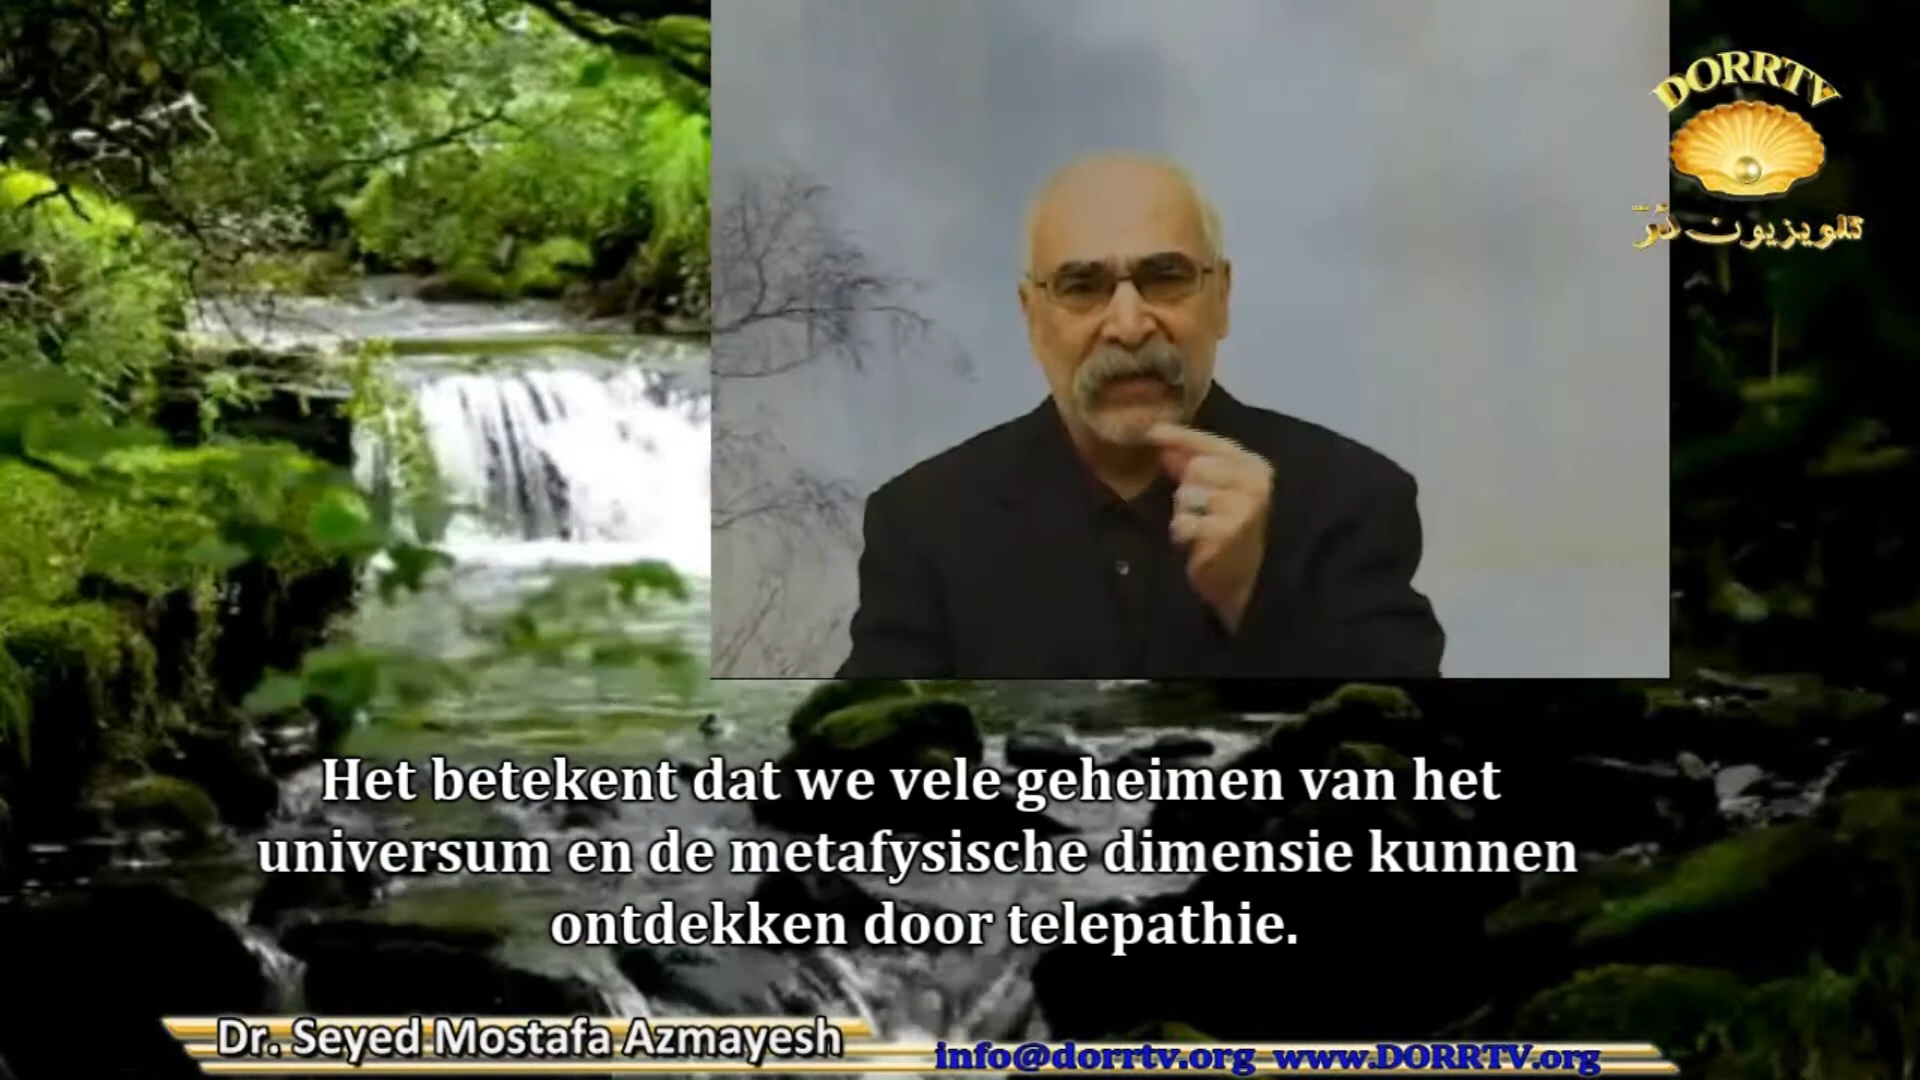 DORRTV
تلویزیون دُرّ
Het betekent dat we vele geheimen van het
universum en de metafysische dimensie kunnen
ontdekken door telepathie.
Dr. Seyed Mostafa Azmayesh
info@dorrtv.org www.DORRTV.org